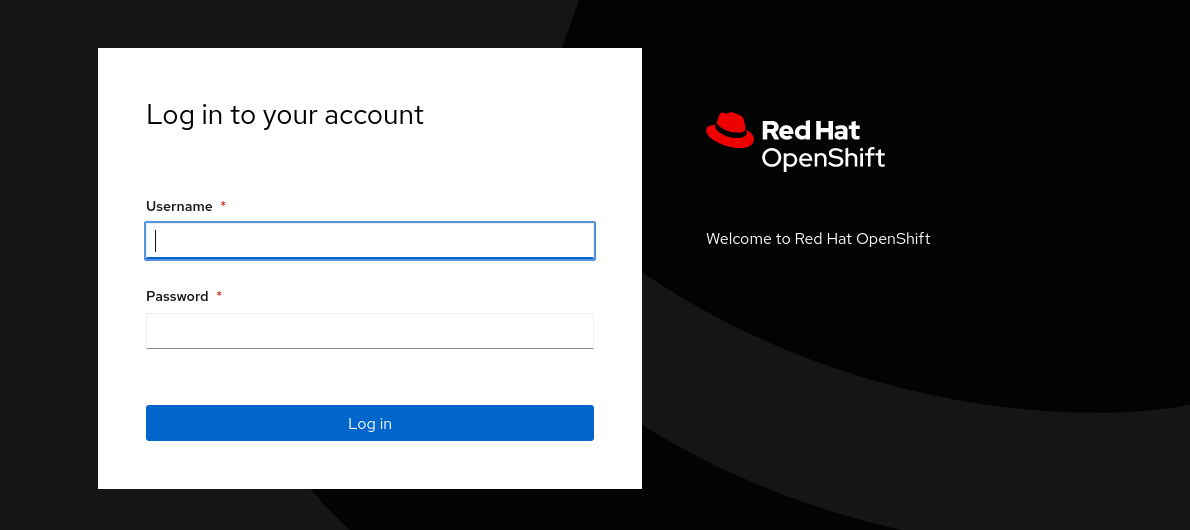 Log in to your account
Username *
Password *
Log in
Red Hat
OpenShift
Welcome to Red Hat OpenShift